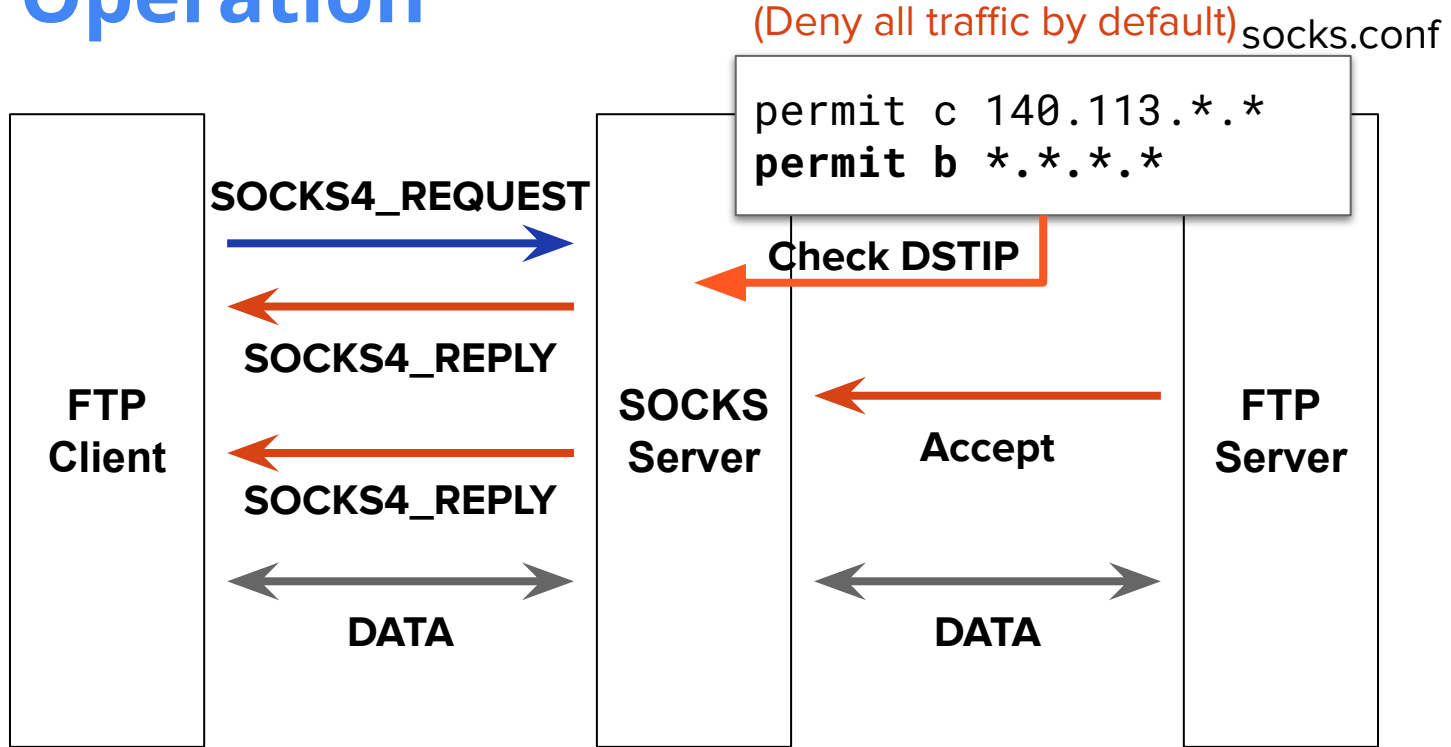 Operation
(Deny all traffic by default)
socks.conf
permit c 140.113.*.*
permit b *.*.*.*
SOCKS4_REQUEST
Check DSTIP
SOCKS4_REPLY
FTP
Client
SOCKS
Server
Accept
FTP
Server
SOCKS4_REPLY
DATA
DATA